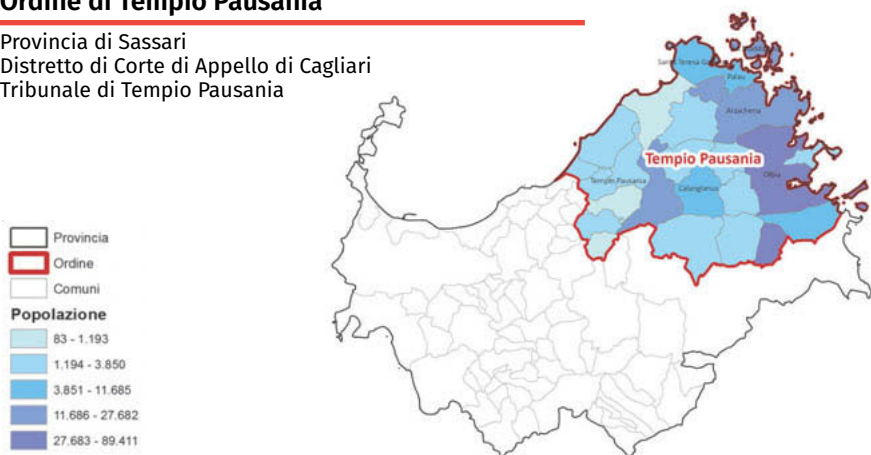 Ordine di Tempio Pausania
Provincia di Sassari
Distretto di Corte di Appello di Cagliari
Tribunale di Tempio Pausania
Palau
Arzachena
Tempio Pausania
Olbia
Tempio Pausania
Calangianus
Provincia
Ordine
Comuni
Popolazione
83 - 1.193
1.194 - 3.850
3.851 - 11.685
11.686 - 27.682
27.683 - 89.411